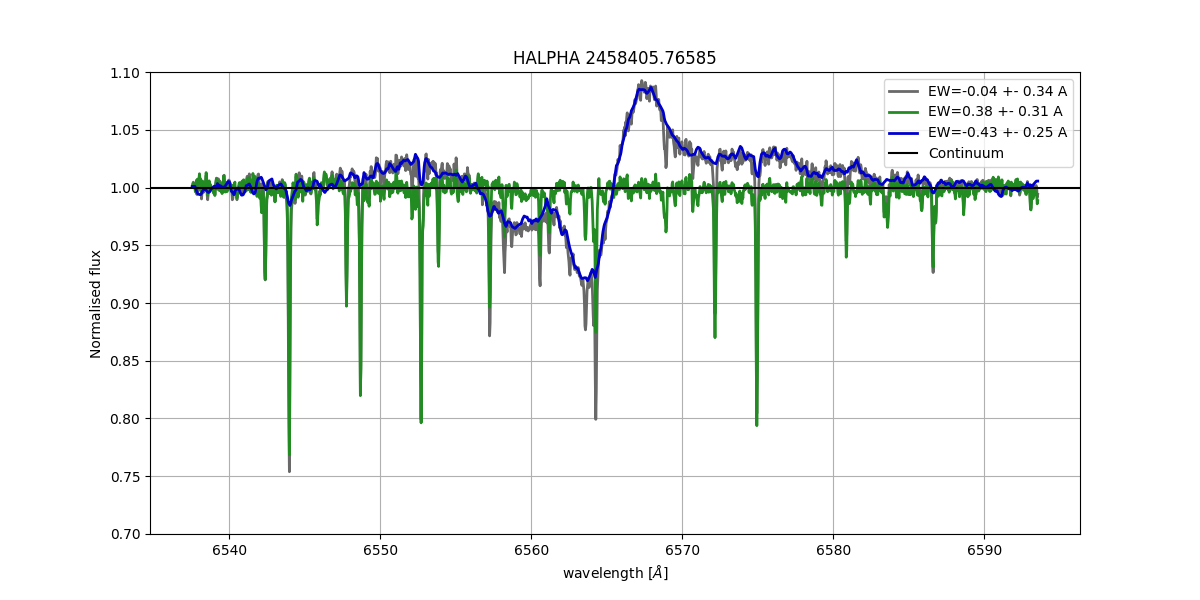 HALPHA 2458405.76585
EW=-0.04 +- 0.34 A
EW=0.38 +- 0.31 A
EW=-0.43 +- 0.25 A
Continuum
Normalised flux
1.10
1.05
1.00
0.95
0.90
0.85
0.80
0.75
0.70
6540 6550 6560 6570 6580 6590
wavelength [Å]